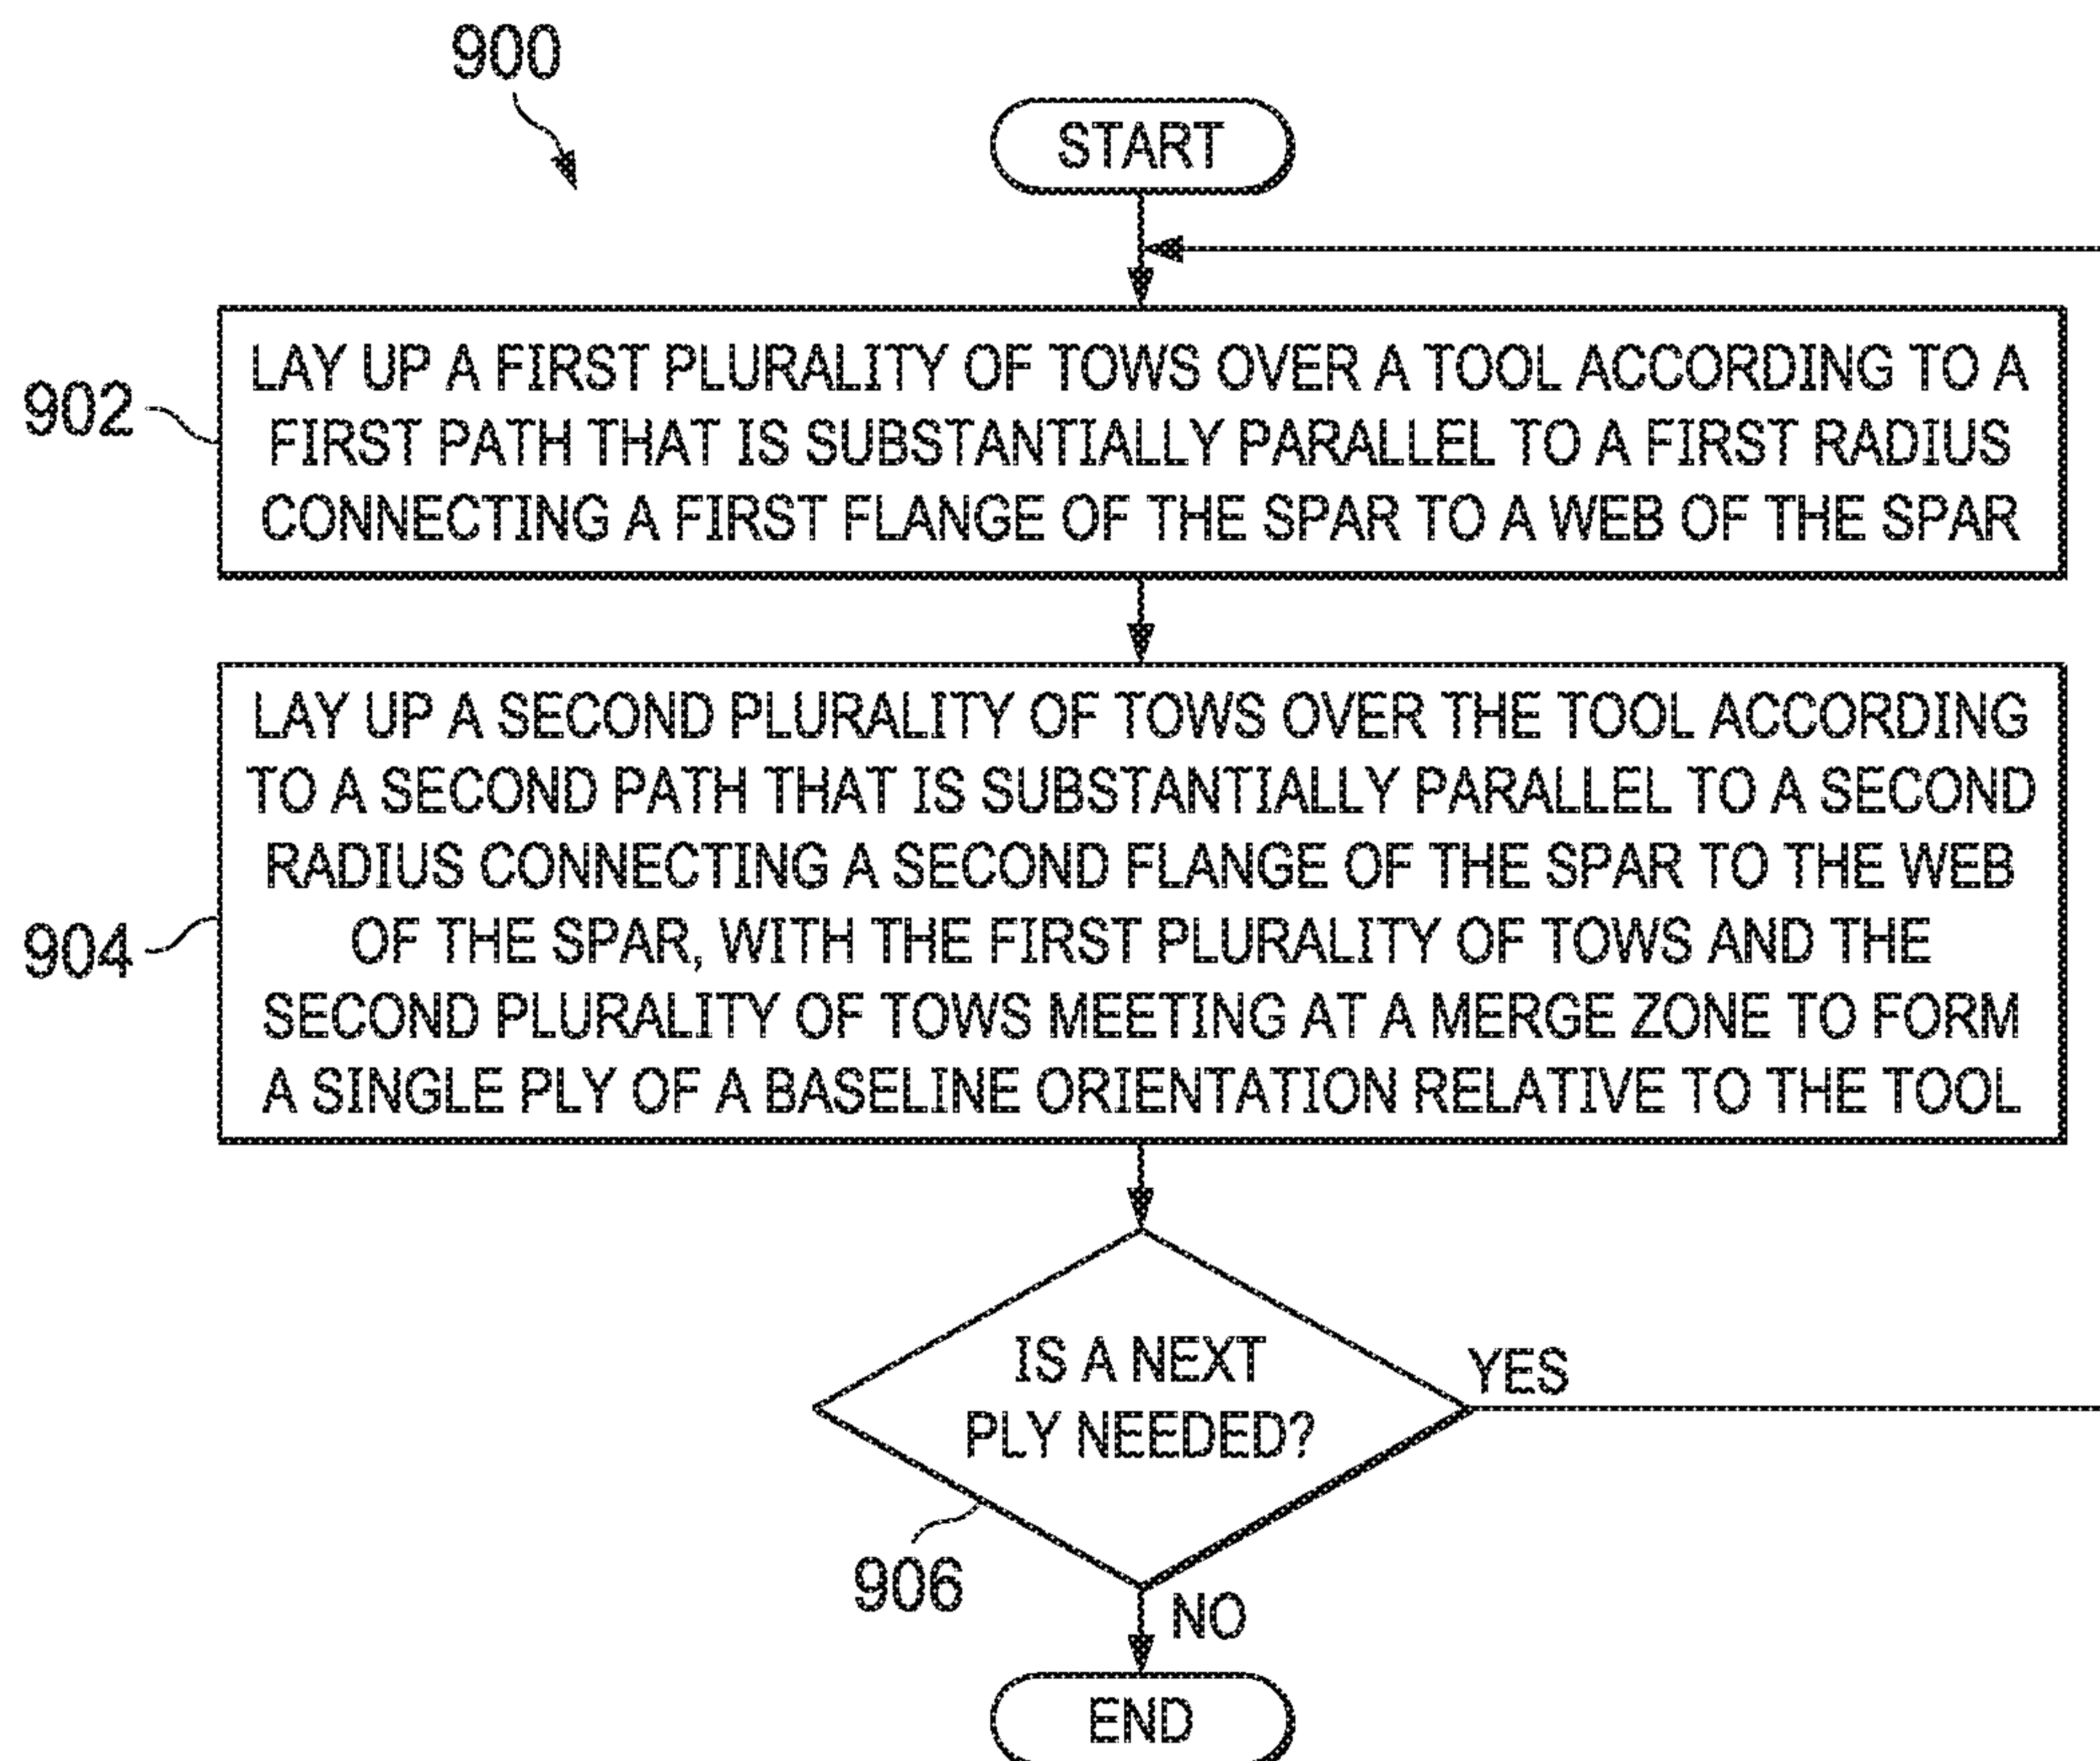 900
START
902
LAY UP A FIRST PLURALITY OF TOWS OVER A TOOL ACCORDING TO A
FIRST PATH THAT IS SUBSTANTIALLY PARALLEL TO A FIRST RADIUS
CONNECTING A FIRST FLANGE OF THE SPAR TO A WEB OF THE SPAR
904
LAY UP A SECOND PLURALITY OF TOWS OVER THE TOOL ACCORDING
TO A SECOND PATH THAT IS SUBSTANTIALLY PARALLEL TO A SECOND
RADIUS CONNECTING A SECOND FLANGE OF THE SPAR TO THE WEB
OF THE SPAR, WITH THE FIRST PLURALITY OF TOWS AND THE
SECOND PLURALITY OF TOWS MEETING AT A MERGE ZONE TO FORM
A SINGLE PLY OF A BASELINE ORIENTATION RELATIVE TO THE TOOL
IS A NEXT
PLY NEEDED?
YES
906
NO
END